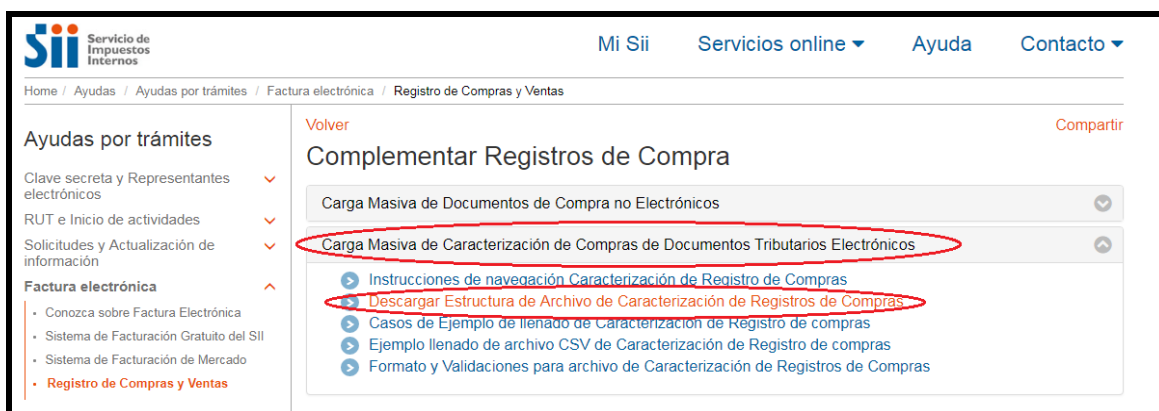 sii Servicio de
Impuestos
Internos
Mi Sii Servicios online Ayuda Contacto
Home / Ayudas / Ayudas por trámites / Factura electrónica / Registro de Compras y Ventas
Ayudas por trámites
Clave secreta y Representantes
electrónicos
RUT e Inicio de actividades
Solicitudes y Actualización de
información
Factura electrónica
Conozca sobre Factura Electrónica
Sistema de Facturación Gratuito del SII
Sistema de Facturación de Mercado
Registro de Compras y Ventas
Volver Compartir
Complementar Registros de Compra
Carga Masiva de Documentos de Compra no Electrónicos
Carga Masiva de Caracterización de Compras de Documentos Tributarios Electrónicos
Instrucciones de navegación Caracterización de Registro de Compras
Descargar Estructura de Archivo de Caracterización de Registros de Compras
Casos de Ejemplo de llenado de Caracterización de Registro de compras
Ejemplo llenado de archivo CSV de Caracterización de Registro de compras
Formato y Validaciones para archivo de Caracterización de Registros de Compras